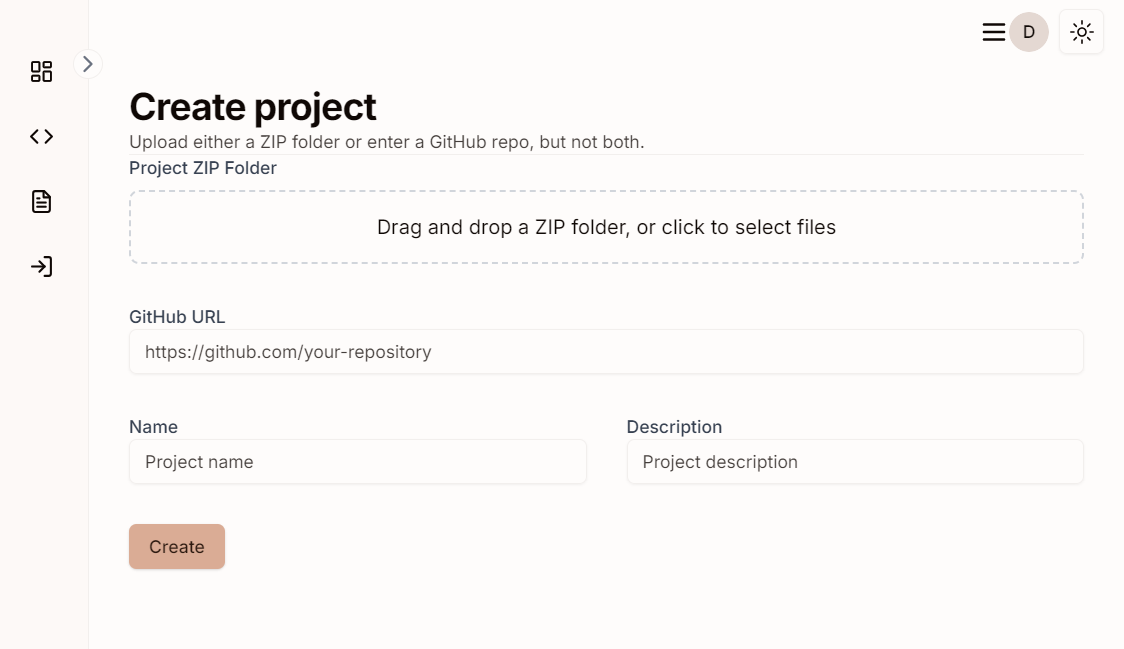 D
Create project
Upload either a ZIP folder or enter a GitHub repo, but not both.
Project ZIP Folder
Drag and drop a ZIP folder, or click to select files
GitHub URL
https://github.com/your-repository
Name
Description
Project name
Project description
Create